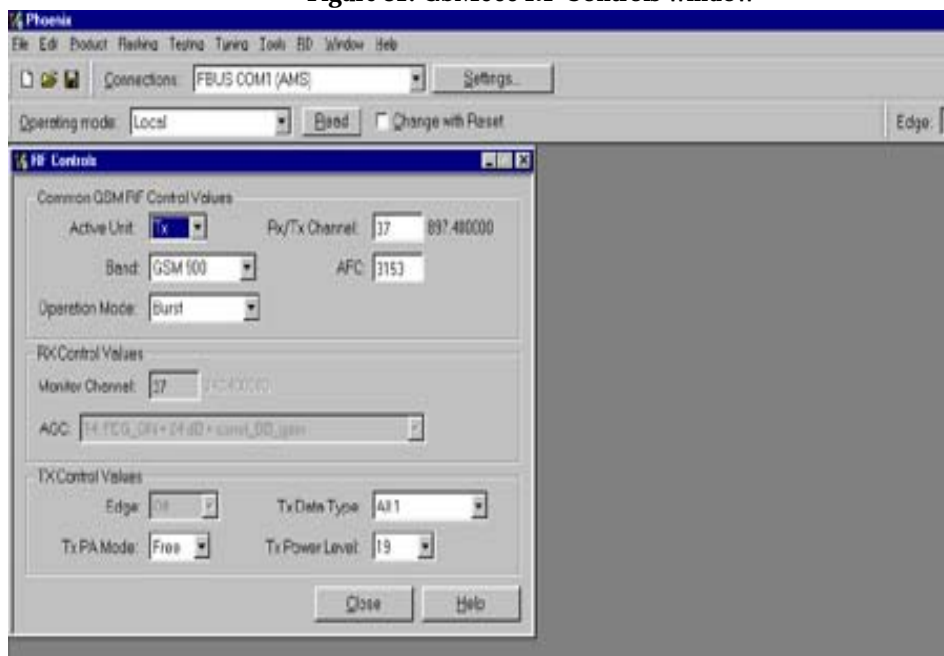 Phoenix
File Edit Product Flashing Testing Tuning Tools BID Window Help
Connections: FBUS COM1 (AMS) Settings...
Operating mode: Local Read Change with Reset Edge:
RF Controls
Common GSM RF Control Values
Active Unit: Tx Rx/Tx Channel: 37 897.400000
Band: GSM 900 AFC: 3153
Operation Mode: Burst
RX Control Values
Monitor Channel: 37
AGC:
TX Control Values
Edge: Off Tx Data Type: All 1
Tx PA Mode: Free Tx Power Level: 19
Close Help